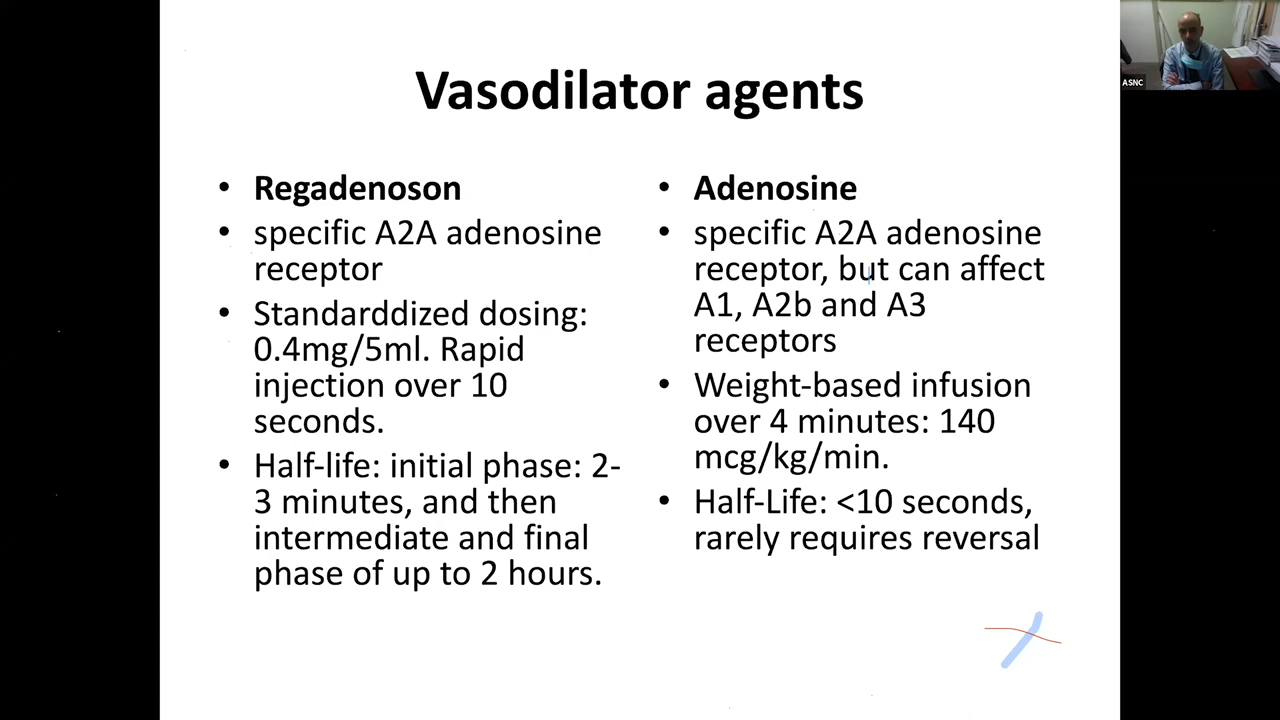 Vasodilator agents
• Regadenoson
• specific A2A adenosine
receptor
• Standarddized dosing:
0.4mg/5ml. Rapid
injection over 10
seconds.
• Half-life: initial phase: 2-
3 minutes, and then
intermediate and final
phase of up to 2 hours.
• Adenosine
• specific A2A adenosine
receptor, but can affect
A1, A2b and A3
receptors
• Weight-based infusion
over 4 minutes: 140
mcg/kg/min.
• Half-Life: <10 seconds,
rarely requires reversal
ASNC